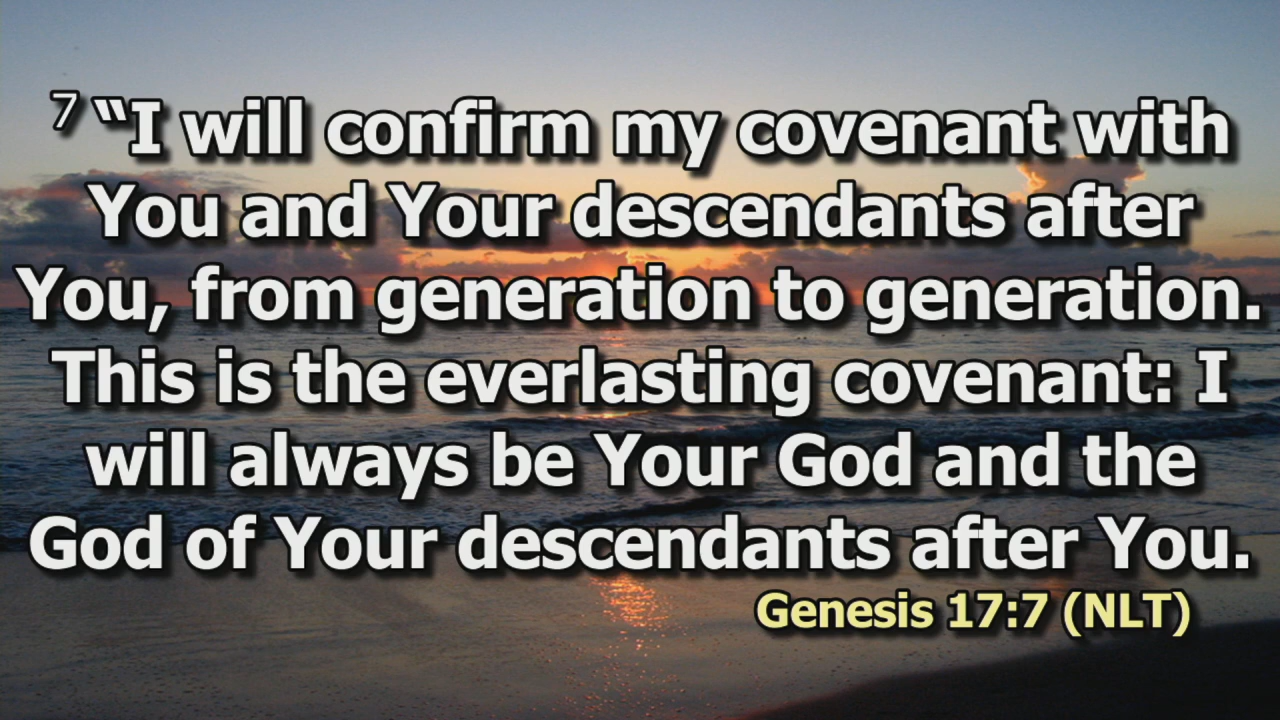 7 “I will confirm my covenant with
You and Your descendants after
You, from generation to generation.
This is the everlasting covenant: I
will always be Your God and the
God of Your descendants after You.
Genesis 17:7 (NLT)